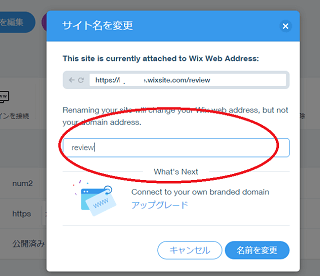 を編集
サイト名を変更
This site is currently attached to Wix Web Address:
https:// .wixsite.com/review
Renaming your site will change your Wix web address, but not
your domain address.
review
What's Next
Connect to your own branded domain
アップグレード
キャンセル
名前を変更
インを接続
num2
https
公開済み